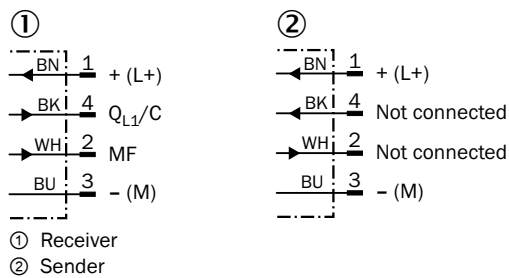 ①
BN 1 + (L+)
BK 4 QL1/C
WH 2 MF
BU 3 − (M)
②
BN 1 + (L+)
BK 4 Not connected
WH 2 Not connected
BU 3 − (M)
① Receiver
② Sender